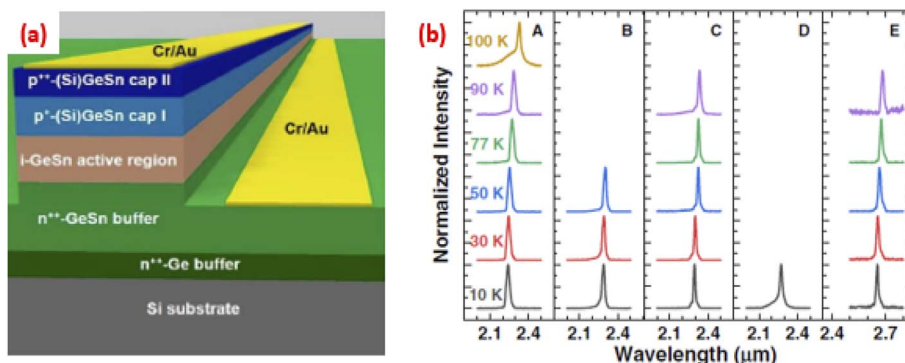 (a)
Cr/Au
p⁺⁺-(Si)GeSn cap II
p⁺-(Si)GeSn cap I
Cr/Au
i-GeSn active region
n⁺⁺-GeSn buffer
n⁺⁺-Ge buffer
Si substrate
(b)
Normalized Intensity
A B C D E
100 K
90 K
77 K
50 K
30 K
10 K
2.1 2.4 2.1 2.4 2.1 2.4 2.1 2.4 2.7
Wavelength (µm)